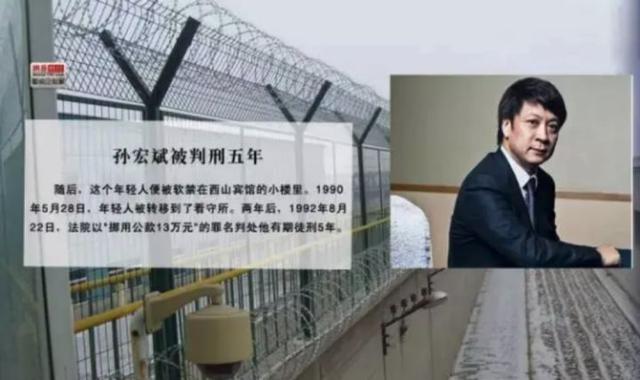 孙宏斌被判刑五年
随后，这个年轻人便被软禁在西山宾馆的小楼里。1990
年5月28日，年轻人被转移到了看守所。两年后，1992年8月
22日，法院以"挪用公款13万元"的罪名判处他有期徒刑5年。